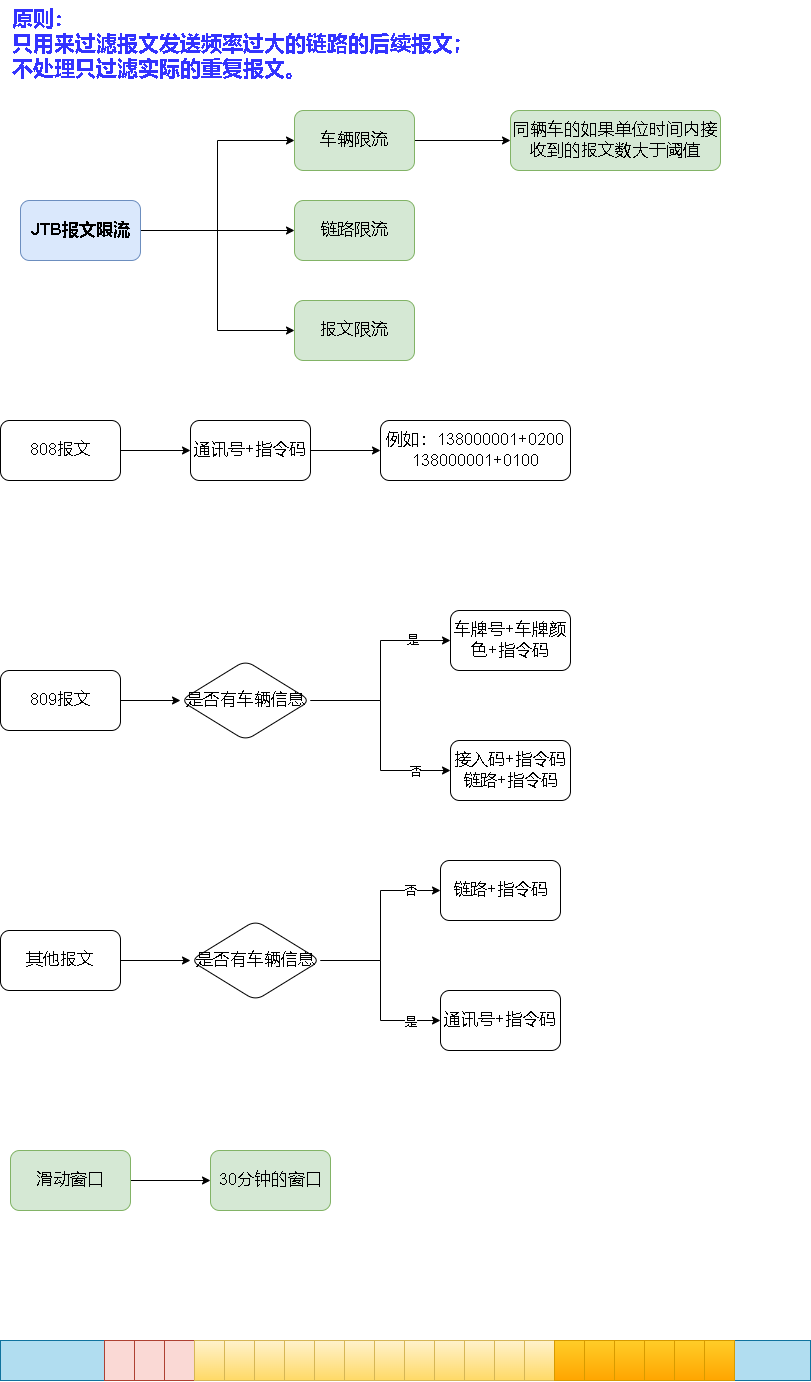 原则：
只用来过滤报文发送频率过大的链路的后续报文；
不处理只过滤实际的重复报文。
车辆限流
同辆车的如果单位时间内接
收到的报文数大于阈值
JTB报文限流
链路限流
报文限流
808报文
通讯号+指令码
例如：138000001+0200
138000001+0100
是
车牌号+车牌颜
色+指令码
809报文
是否有车辆信息
否
接入码+指令码
链路+指令码
否
链路+指令码
其他报文
是否有车辆信息
是
通讯号+指令码
滑动窗口
30分钟的窗口